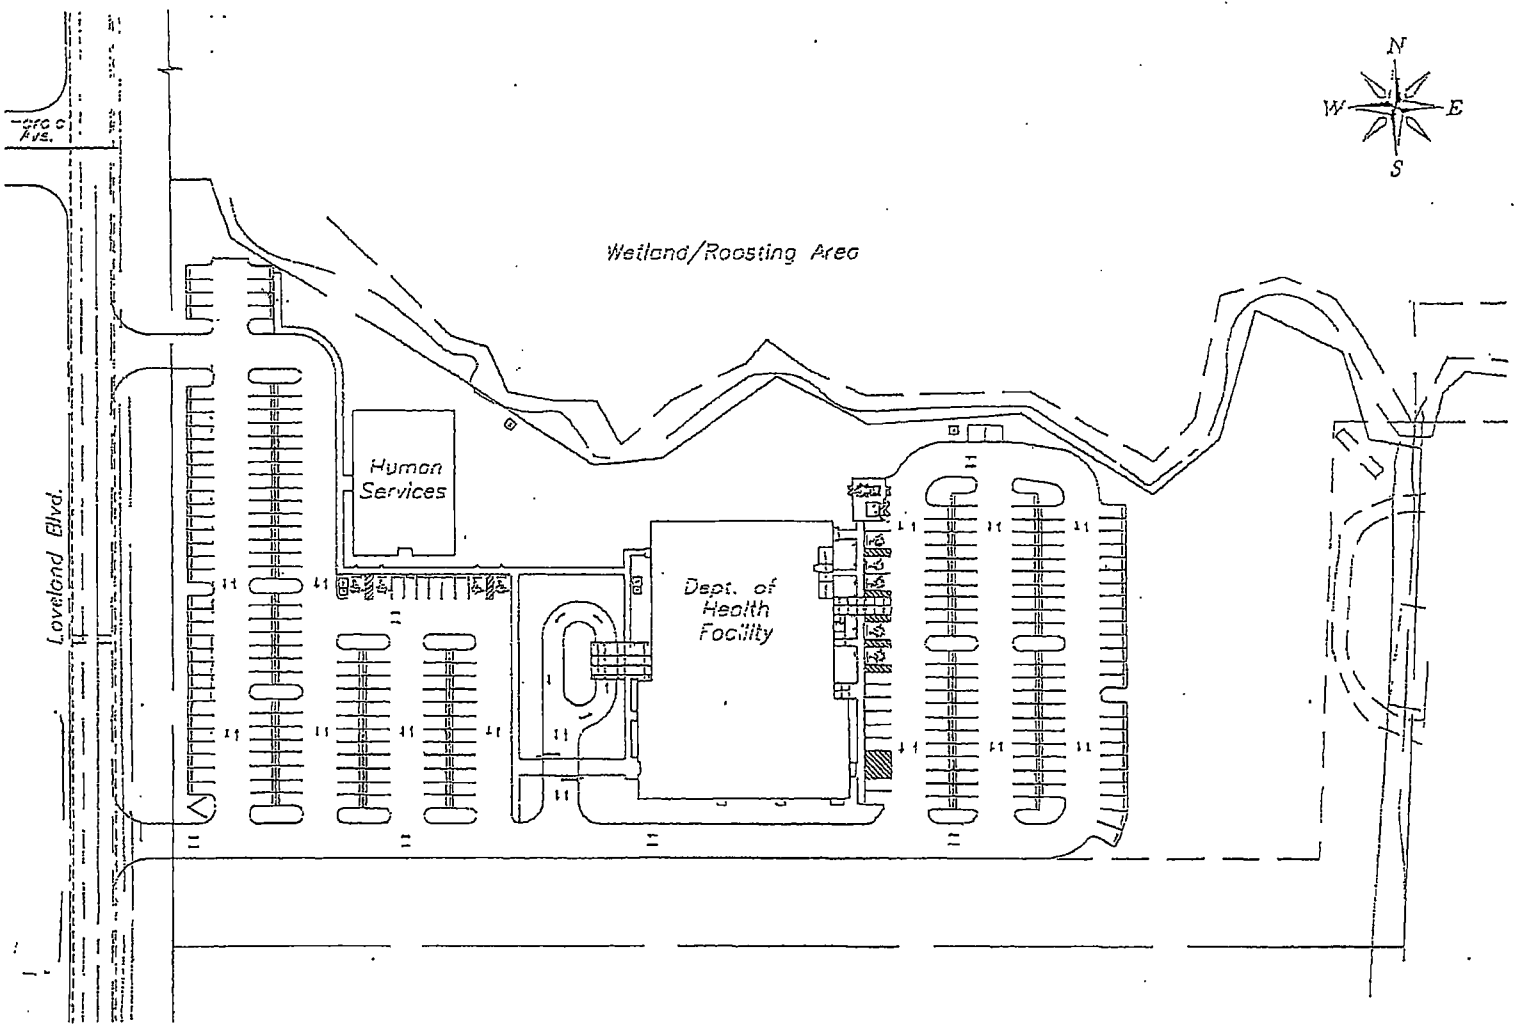 N
W E
S
Ave.
Wetland/Roosting Area
Human
Services
Dept. of
Health
Facility
Loveland Blvd.